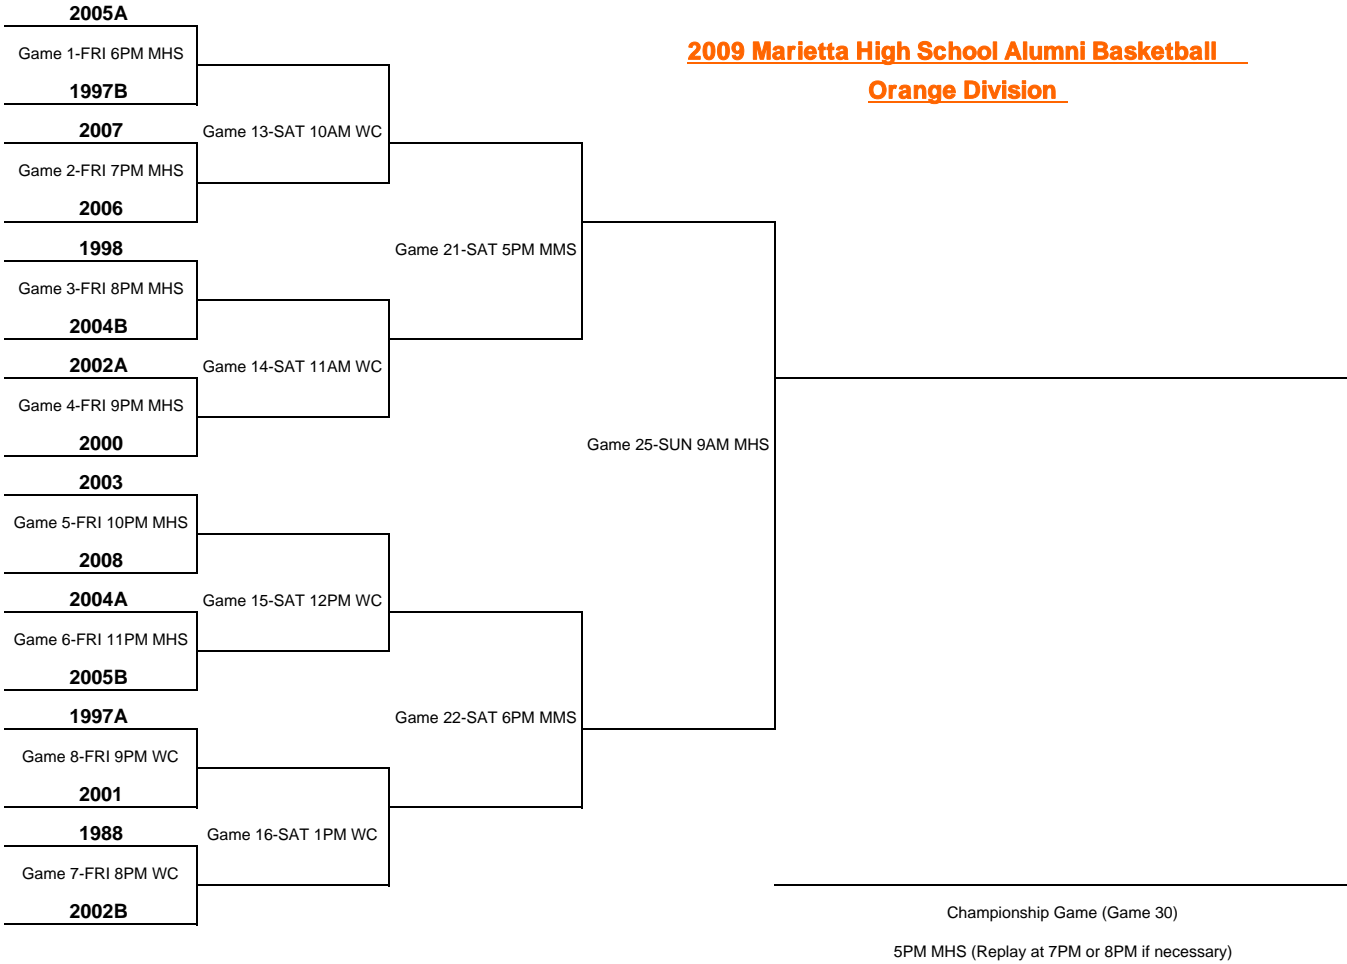 2005A
Game 1-FRI 6PM MHS
2009 Marietta High School Alumni Basketball
1997B
Orange Division
2007
Game 13-SAT 10AM WC
Game 2-FRI 7PM MHS
2006
1998
Game 21-SAT 5PM MMS
Game 3-FRI 8PM MHS
2004B
2002A
Game 14-SAT 11AM WC
Game 4-FRI 9PM MHS
2000
Game 25-SUN 9AM MHS
2003
Game 5-FRI 10PM MHS
2008
2004A
Game 15-SAT 12PM WC
Game 6-FRI 11PM MHS
2005B
1997A
Game 22-SAT 6PM MMS
Game 8-FRI 9PM WC
2001
1988
Game 16-SAT 1PM WC
Game 7-FRI 8PM WC
2002B
Championship Game (Game 30)
5PM MHS (Replay at 7PM or 8PM if necessary)